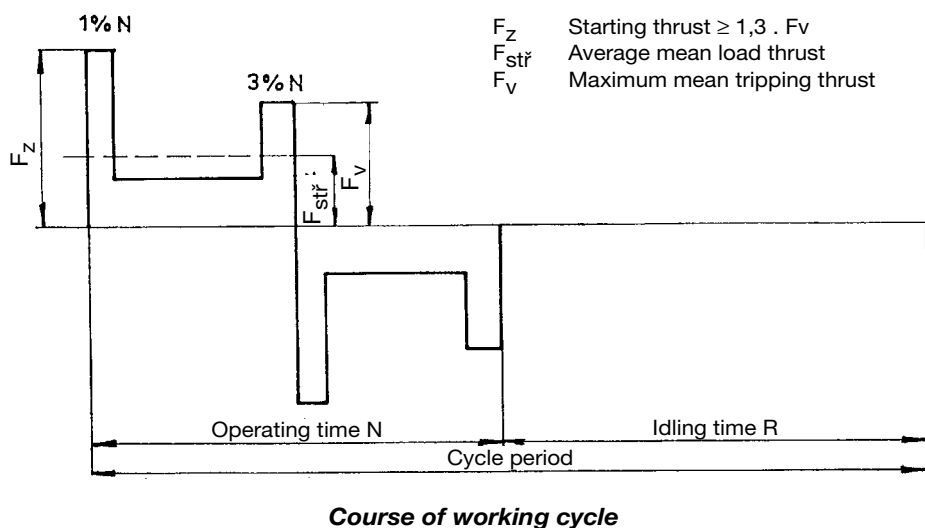 1% N
F_z Starting thrust ≥ 1,3 . Fv
F_stř Average mean load thrust
F_v Maximum mean tripping thrust
3% N
F_z
F_stř
F_v
Operating time N
Idling time R
Cycle period
Course of working cycle